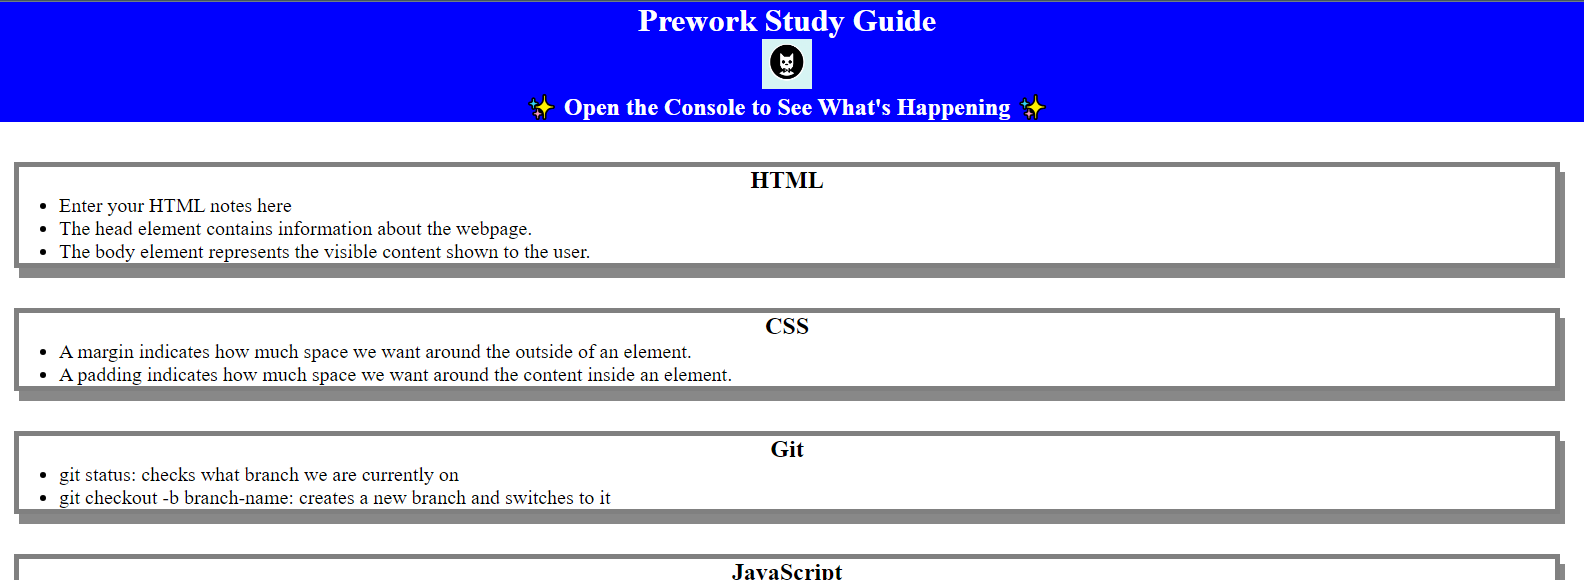 Prework Study Guide
✨ Open the Console to See What's Happening ✨
HTML
• Enter your HTML notes here
• The head element contains information about the webpage.
• The body element represents the visible content shown to the user.
CSS
• A margin indicates how much space we want around the outside of an element.
• A padding indicates how much space we want around the content inside an element.
Git
• git status: checks what branch we are currently on
• git checkout -b branch-name: creates a new branch and switches to it
JavaScript